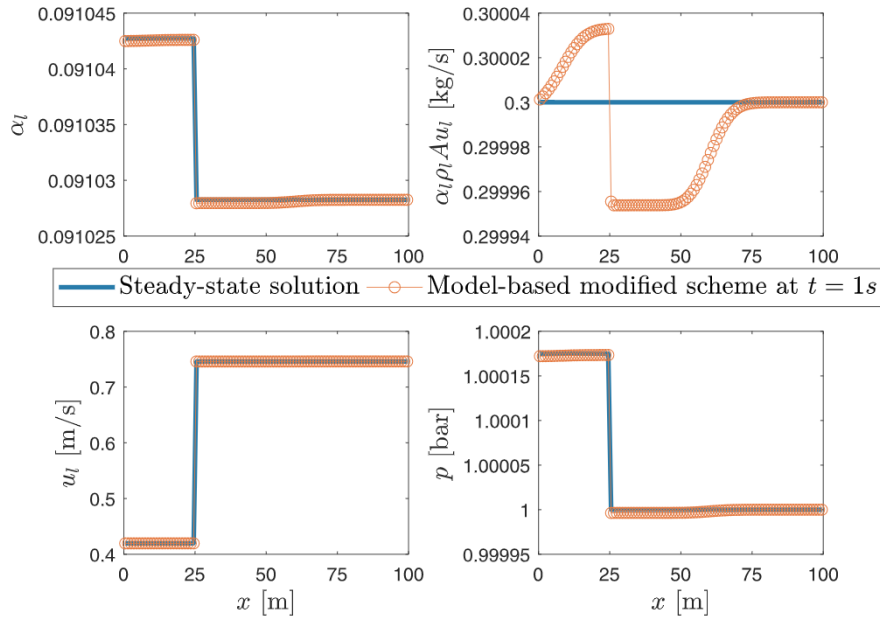 0.091045
0.09104
0.091035
0.09103
0.091025
α_l
0 25 50 75 100
0.30004
0.30002
0.3
0.29998
0.29996
0.29994
α_l ρ_l A u_l [kg/s]
0 25 50 75 100
Steady-state solution
Model-based modified scheme at t = 1s
0.8
0.7
0.6
0.5
0.4
u_l [m/s]
0 25 50 75 100
x [m]
1.0002
1.00015
1.0001
1.00005
1
0.99995
p [bar]
0 25 50 75 100
x [m]